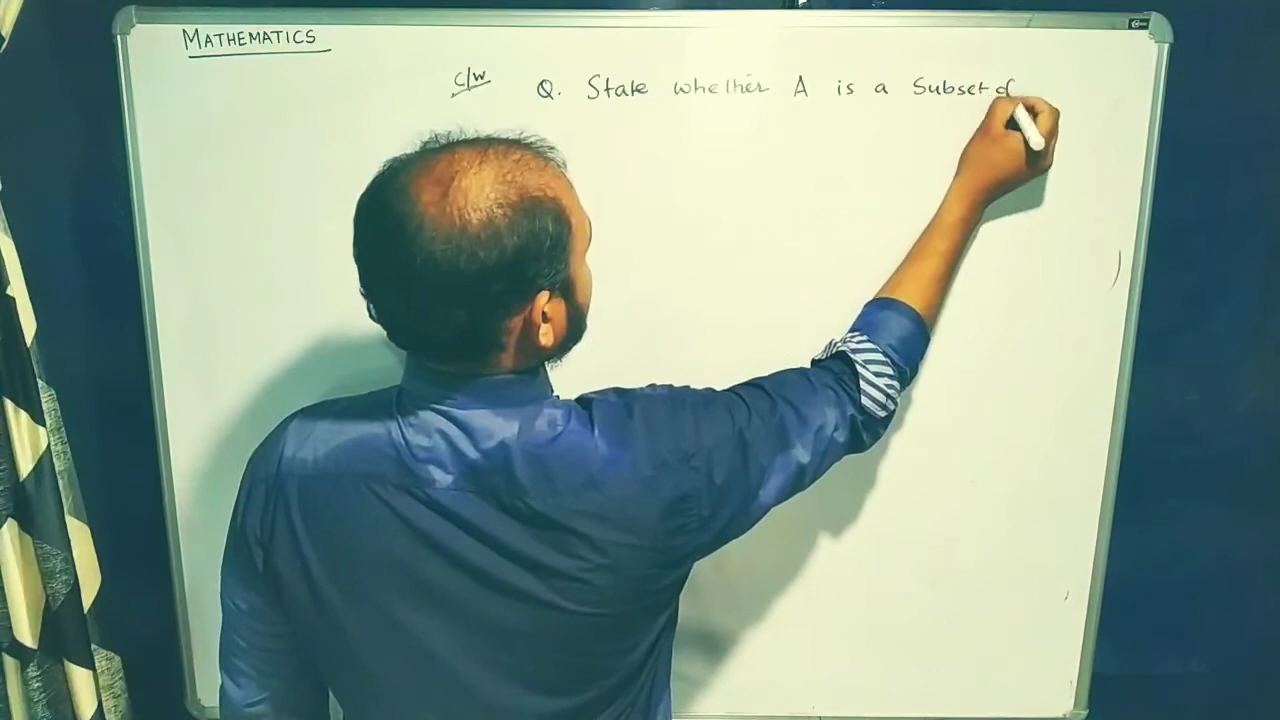 MATHEMATICS
C/W Q. State whether A is a Subset of